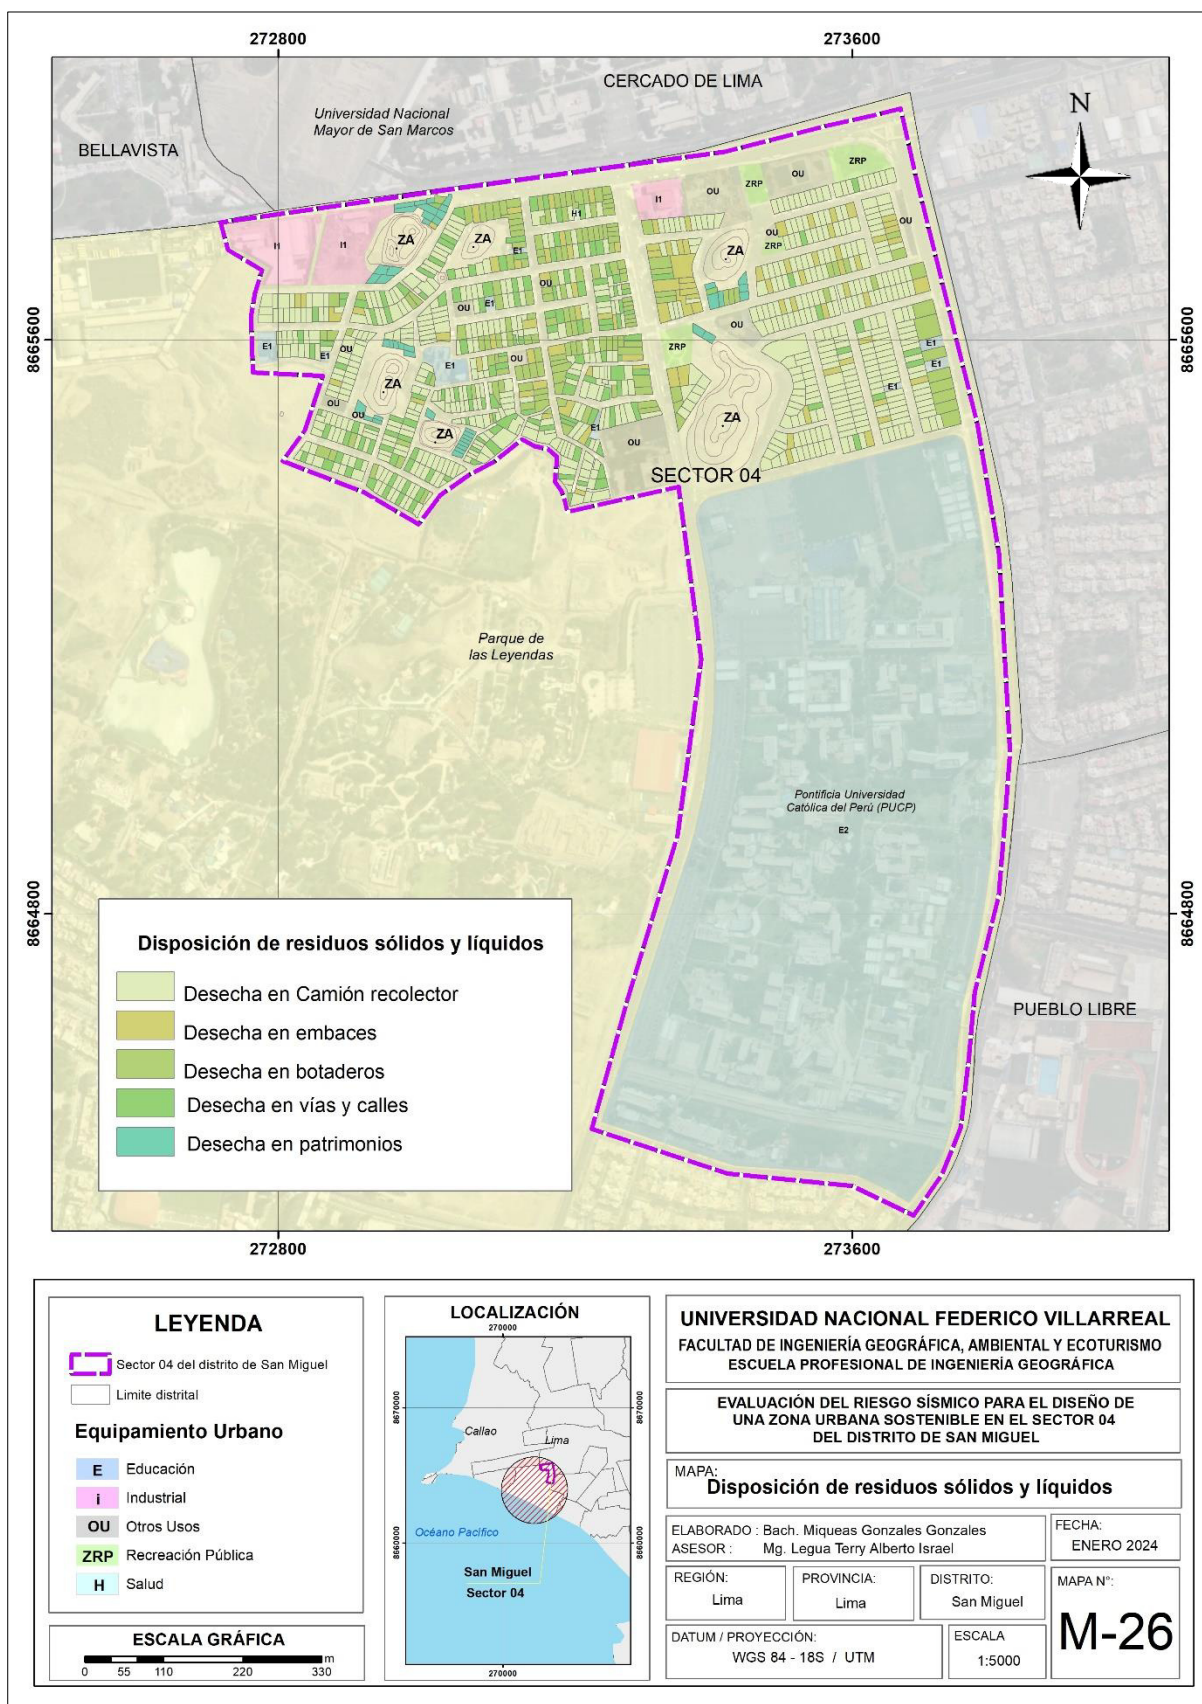 272800
273600
CERCADO DE LIMA
Universidad Nacional
Mayor de San Marcos
BELLAVISTA
N
ZRP
OU
ZRP
OU
I1
H1
OU
OU
ZRP
I1
I1
ZA
ZA
E1
ZA
OU
E1
OU
OU
8665600
8665600
E1
E1
OU
E1
OU
ZRP
E1
E1
E1
ZA
OU
OU
ZA
E1
OU
ZA
SECTOR 04
Parque de
las Leyendas
Pontificia Universidad
Católica del Perú (PUCP)
E2
8664800
8664800
PUEBLO LIBRE
Disposición de residuos sólidos y líquidos
Desecha en Camión recolector
Desecha en embaces
Desecha en botaderos
Desecha en vías y calles
Desecha en patrimonios
272800
273600
LEYENDA
Sector 04 del distrito de San Miguel
Limite distrital
Equipamiento Urbano
E Educación
i Industrial
OU Otros Usos
ZRP Recreación Pública
H Salud
ESCALA GRÁFICA
m
0 55 110 220 330
LOCALIZACIÓN
270000
8670000
8670000
Callao
Lima
Océano Pacífico
8660000
8660000
San Miguel
Sector 04
270000
UNIVERSIDAD NACIONAL FEDERICO VILLARREAL
FACULTAD DE INGENIERÍA GEOGRÁFICA, AMBIENTAL Y ECOTURISMO
ESCUELA PROFESIONAL DE INGENIERÍA GEOGRÁFICA
EVALUACIÓN DEL RIESGO SÍSMICO PARA EL DISEÑO DE
UNA ZONA URBANA SOSTENIBLE EN EL SECTOR 04
DEL DISTRITO DE SAN MIGUEL
MAPA:
Disposición de residuos sólidos y líquidos
ELABORADO : Bach. Miqueas Gonzales Gonzales
ASESOR : Mg. Legua Terry Alberto Israel
FECHA:
ENERO 2024
REGIÓN:
Lima
PROVINCIA:
Lima
DISTRITO:
San Miguel
MAPA N°:
M-26
DATUM / PROYECCIÓN:
WGS 84 - 18S / UTM
ESCALA
1:5000